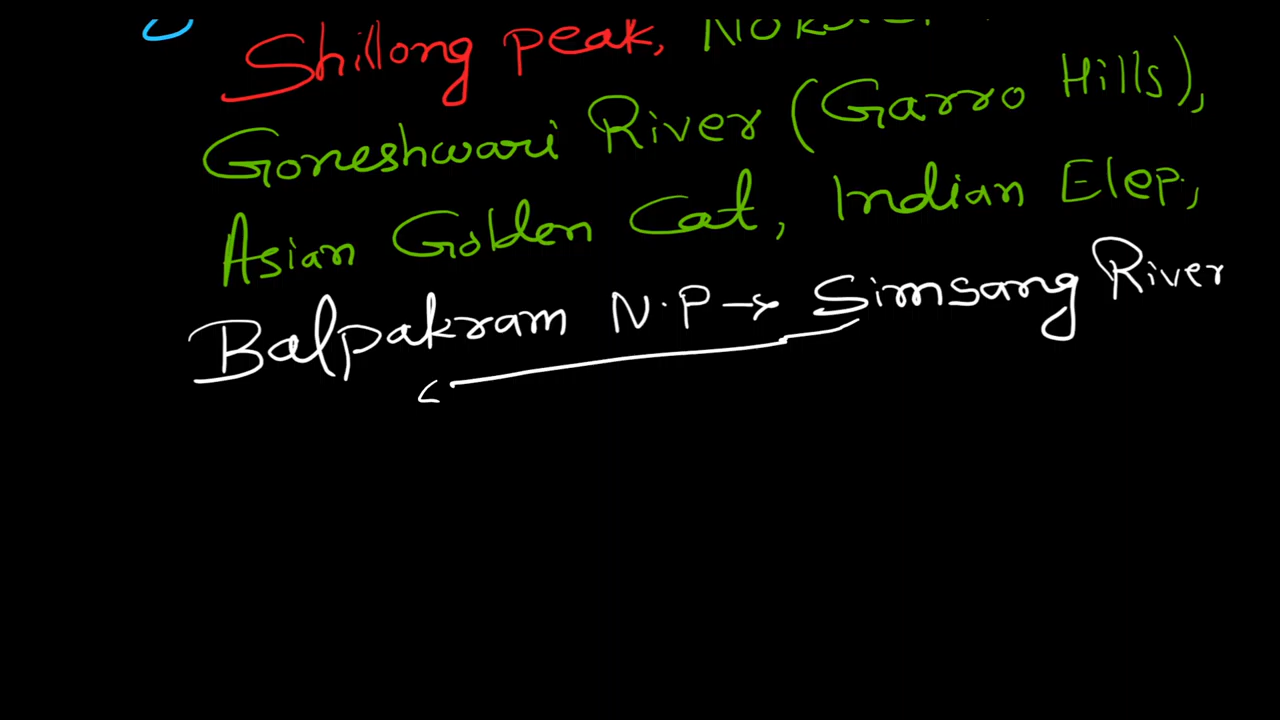 Shillong peak,
Goneshwari River (Garro Hills),
Asian Golden Cat, Indian Elep.,
Balpakram N.P → Simsang River